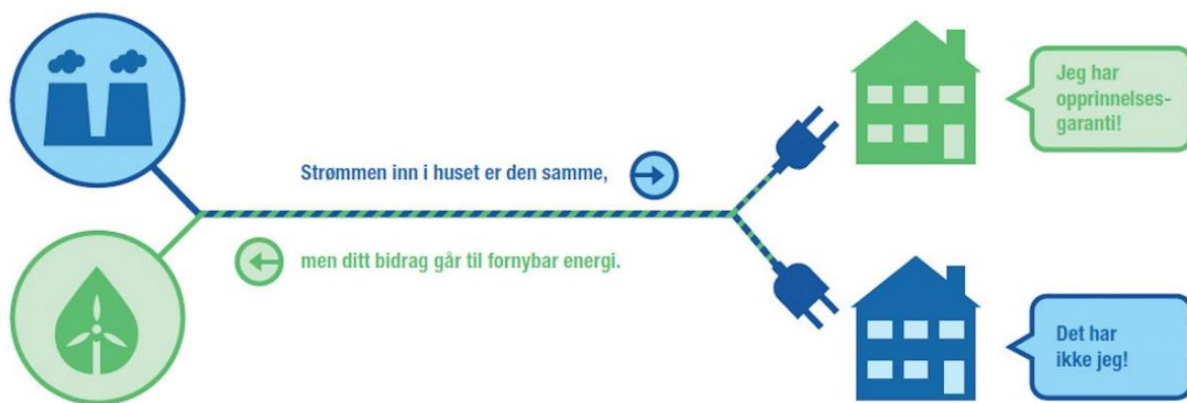 Jeg har
opprinnelses-
garanti!
Strømmen inn i huset er den samme,
men ditt bidrag går til fornybar energi.
Det har
ikke jeg!